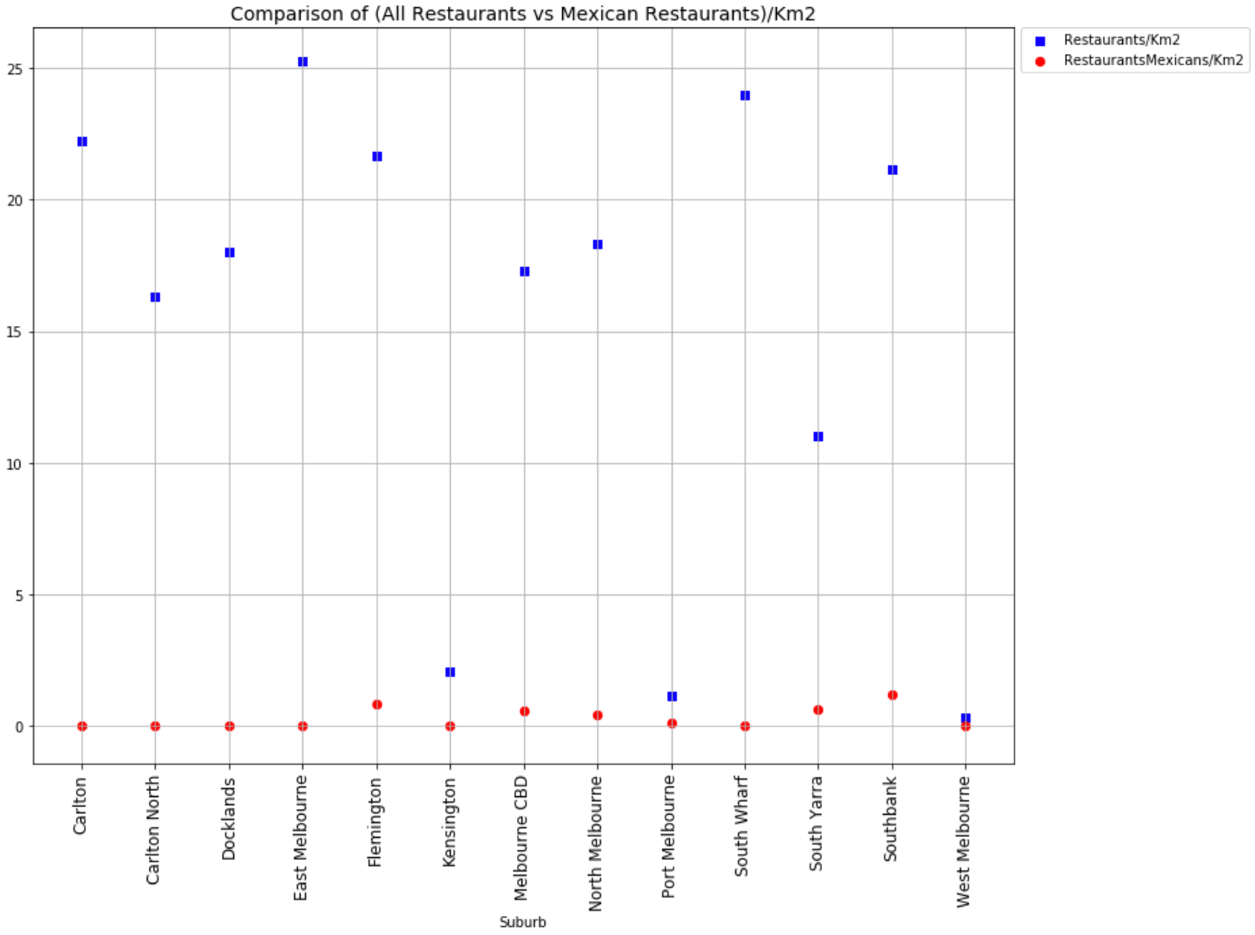 Comparison of (All Restaurants vs Mexican Restaurants)/Km2
Restaurants/Km2
RestaurantsMexicans/Km2
25
20
15
10
5
0
Carlton
Carlton North
Docklands
East Melbourne
Flemington
Kensington
Melbourne CBD
North Melbourne
Port Melbourne
South Wharf
South Yarra
Southbank
West Melbourne
Suburb